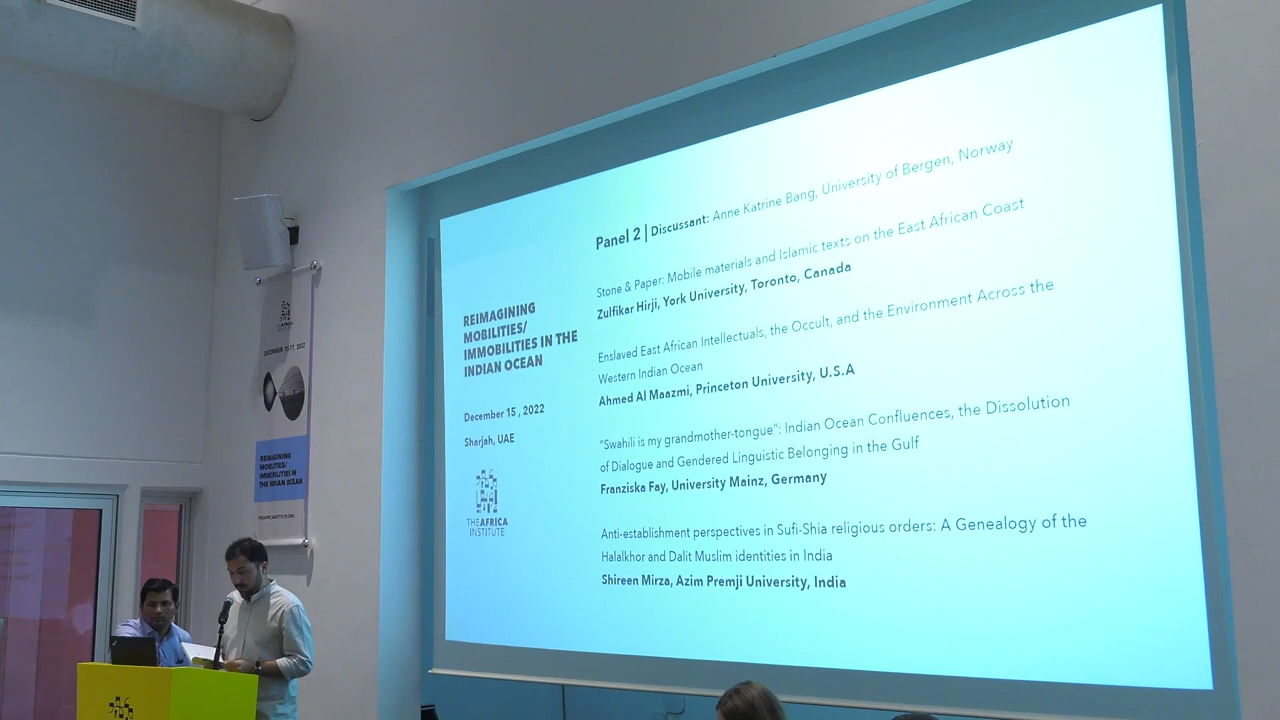 REIMAGINING
MOBILITIES/
IMMOBILITIES IN THE
INDIAN OCEAN
December 15 , 2022
Sharjah, UAE
THEAFRICA
INSTITUTE
Panel 2 | Discussant: Anne Katrine Bang, University of Bergen, Norway
Stone & Paper: Mobile materials and Islamic texts on the East African Coast
Zulfikar Hirji, York University, Toronto, Canada
Enslaved East African Intellectuals, the Occult, and the Environment Across the
Western Indian Ocean
Ahmed Al Maazmi, Princeton University, U.S.A
“Swahili is my grandmother-tongue”: Indian Ocean Confluences, the Dissolution
of Dialogue and Gendered Linguistic Belonging in the Gulf
Franziska Fay, University Mainz, Germany
Anti-establishment perspectives in Sufi-Shia religious orders: A Genealogy of the
Halalkhor and Dalit Muslim identities in India
Shireen Mirza, Azim Premji University, India
THEAFRICA
INSTITUTE
REIMAGINING
MOBILITIES/
IMMOBILITIES IN
THE INDIAN OCEAN